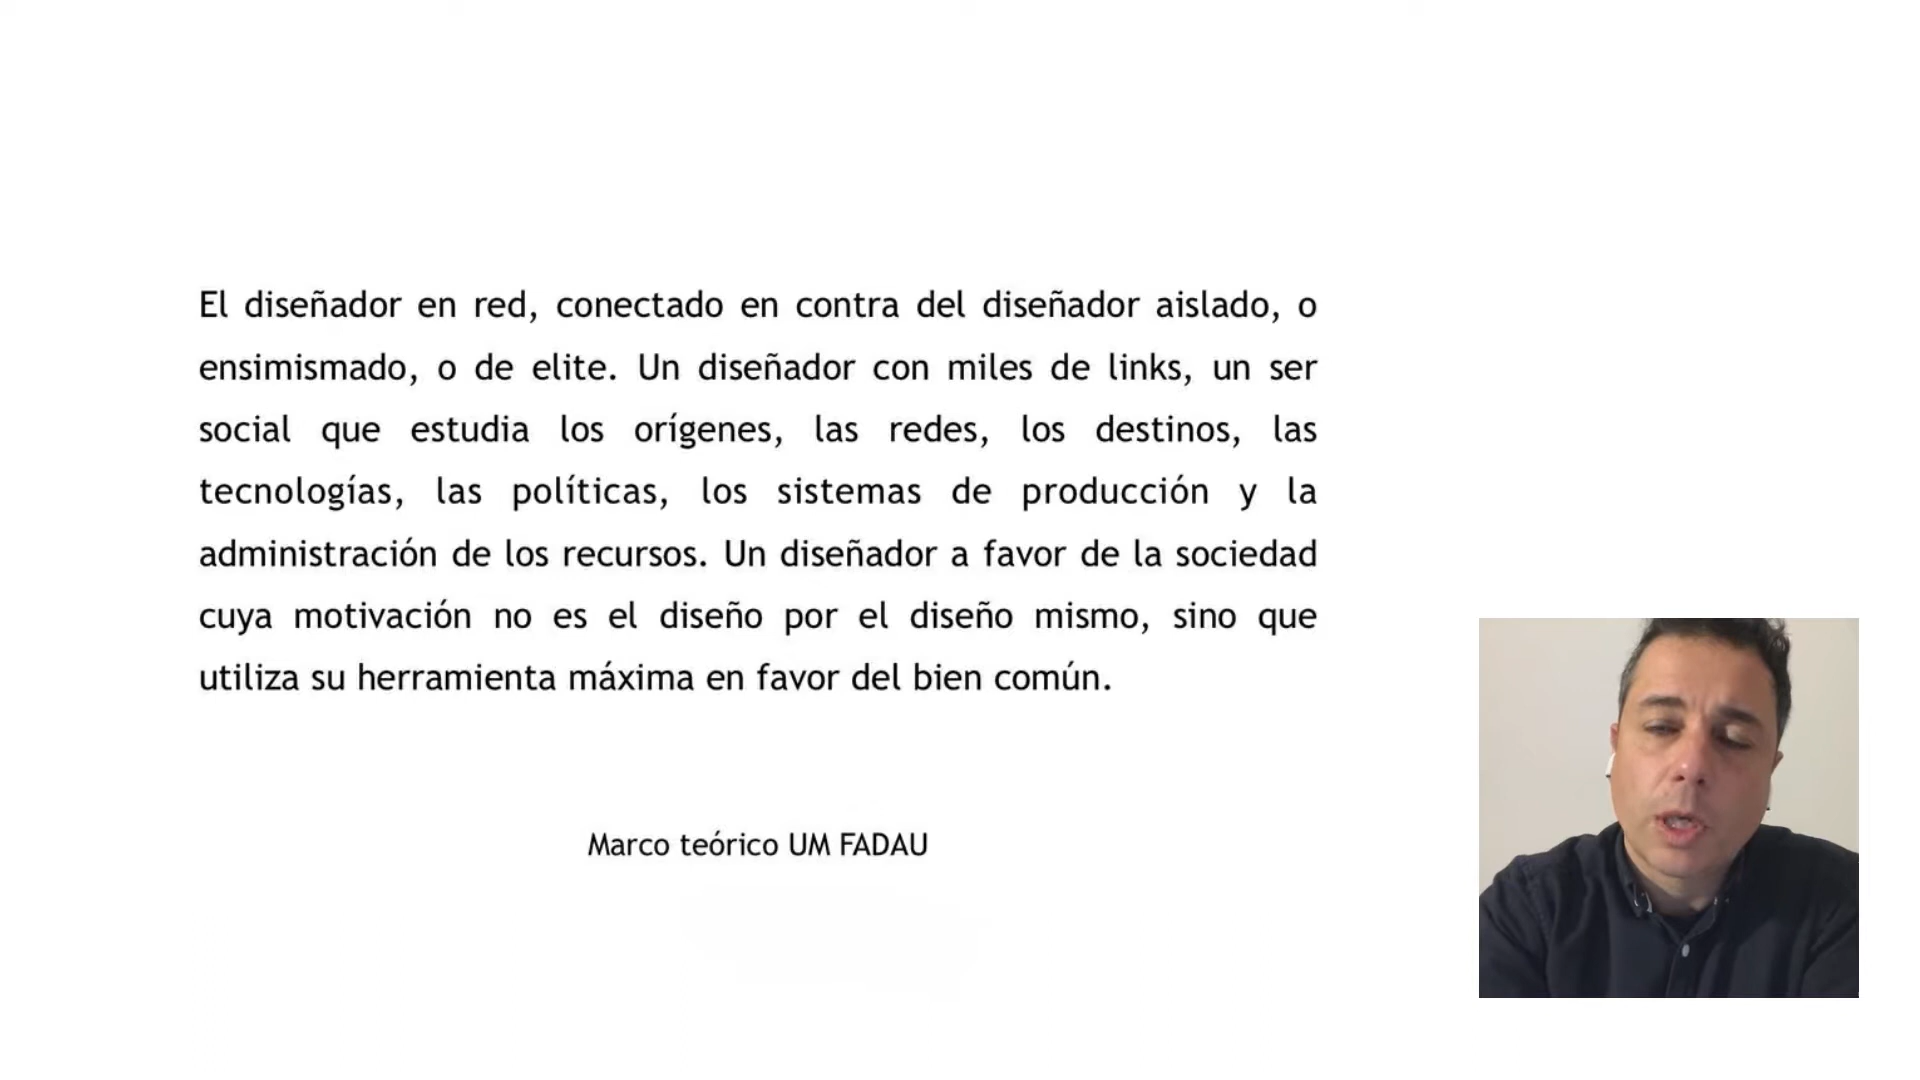 El diseñador en red, conectado en contra del diseñador aislado, o
ensimismado, o de elite. Un diseñador con miles de links, un ser
social que estudia los orígenes, las redes, los destinos, las
tecnologías, las políticas, los sistemas de producción y la
administración de los recursos. Un diseñador a favor de la sociedad
cuya motivación no es el diseño por el diseño mismo, sino que
utiliza su herramienta máxima en favor del bien común.
Marco teórico UM FADAU